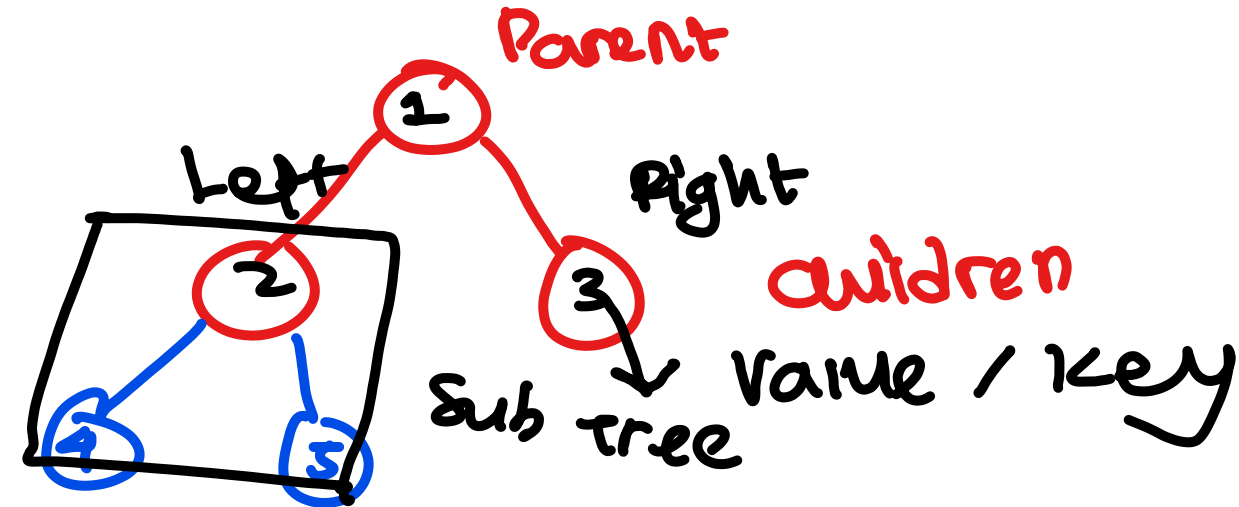 Parent
1
Left
Right
2
3
Children
Value / Key
Sub Tree
4
5